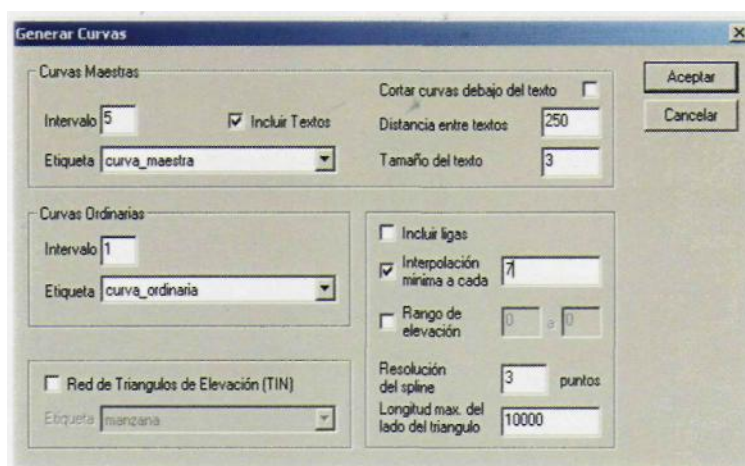 Generar Curvas
Curvas Maestras
Intervalo 5
Incluir Textos
Etiqueta curva_maestra
Cortar curvas debajo del texto
Distancia entre textos 250
Tamaño del texto 3
Aceptar
Cancelar
Curvas Ordinarias
Intervalo 1
Etiqueta curva_ordinaria
Incluir ligas
Interpolación
mínima a cada 7
Rango de
elevación 0 a 0
Resolución
del spline 3 puntos
Longitud max. del
lado del triangulo 10000
Red de Triangulos de Elevación (TIN)
Etiqueta manzana